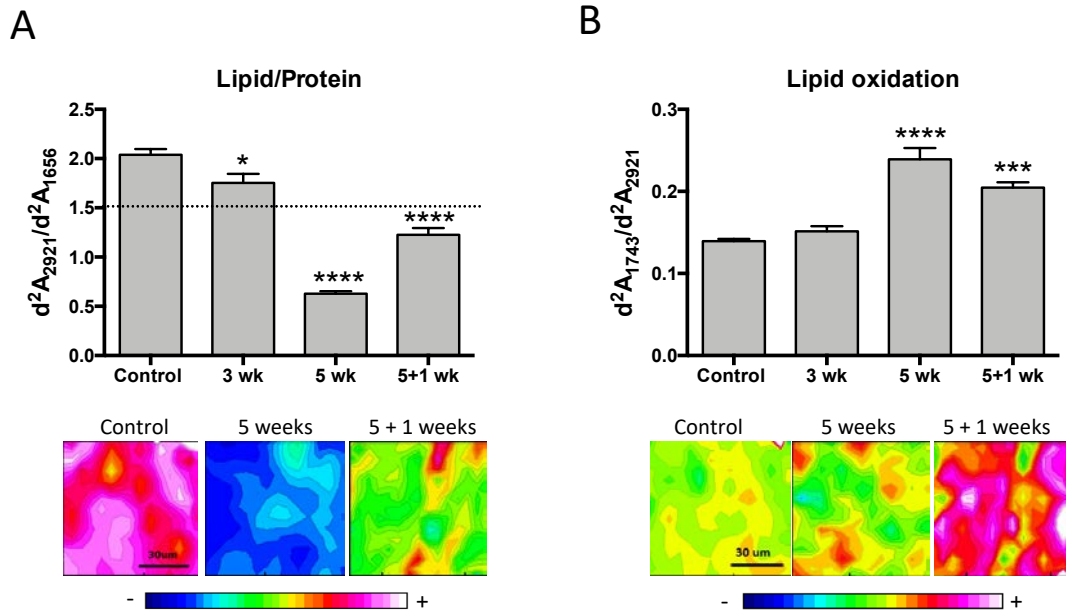 A
Lipid/Protein
d²A₂₉₂₁/d²A₁₆₅₆
2.5
2.0
1.5
1.0
0.5
0.0
*
****
****
Control 3 wk 5 wk 5+1 wk
Control 5 weeks 5 + 1 weeks
30um
- +
B
Lipid oxidation
d²A₁₇₄₃/d²A₂₉₂₁
0.3
0.2
0.1
0.0
****
***
Control 3 wk 5 wk 5+1 wk
Control 5 weeks 5 + 1 weeks
30 um
- +